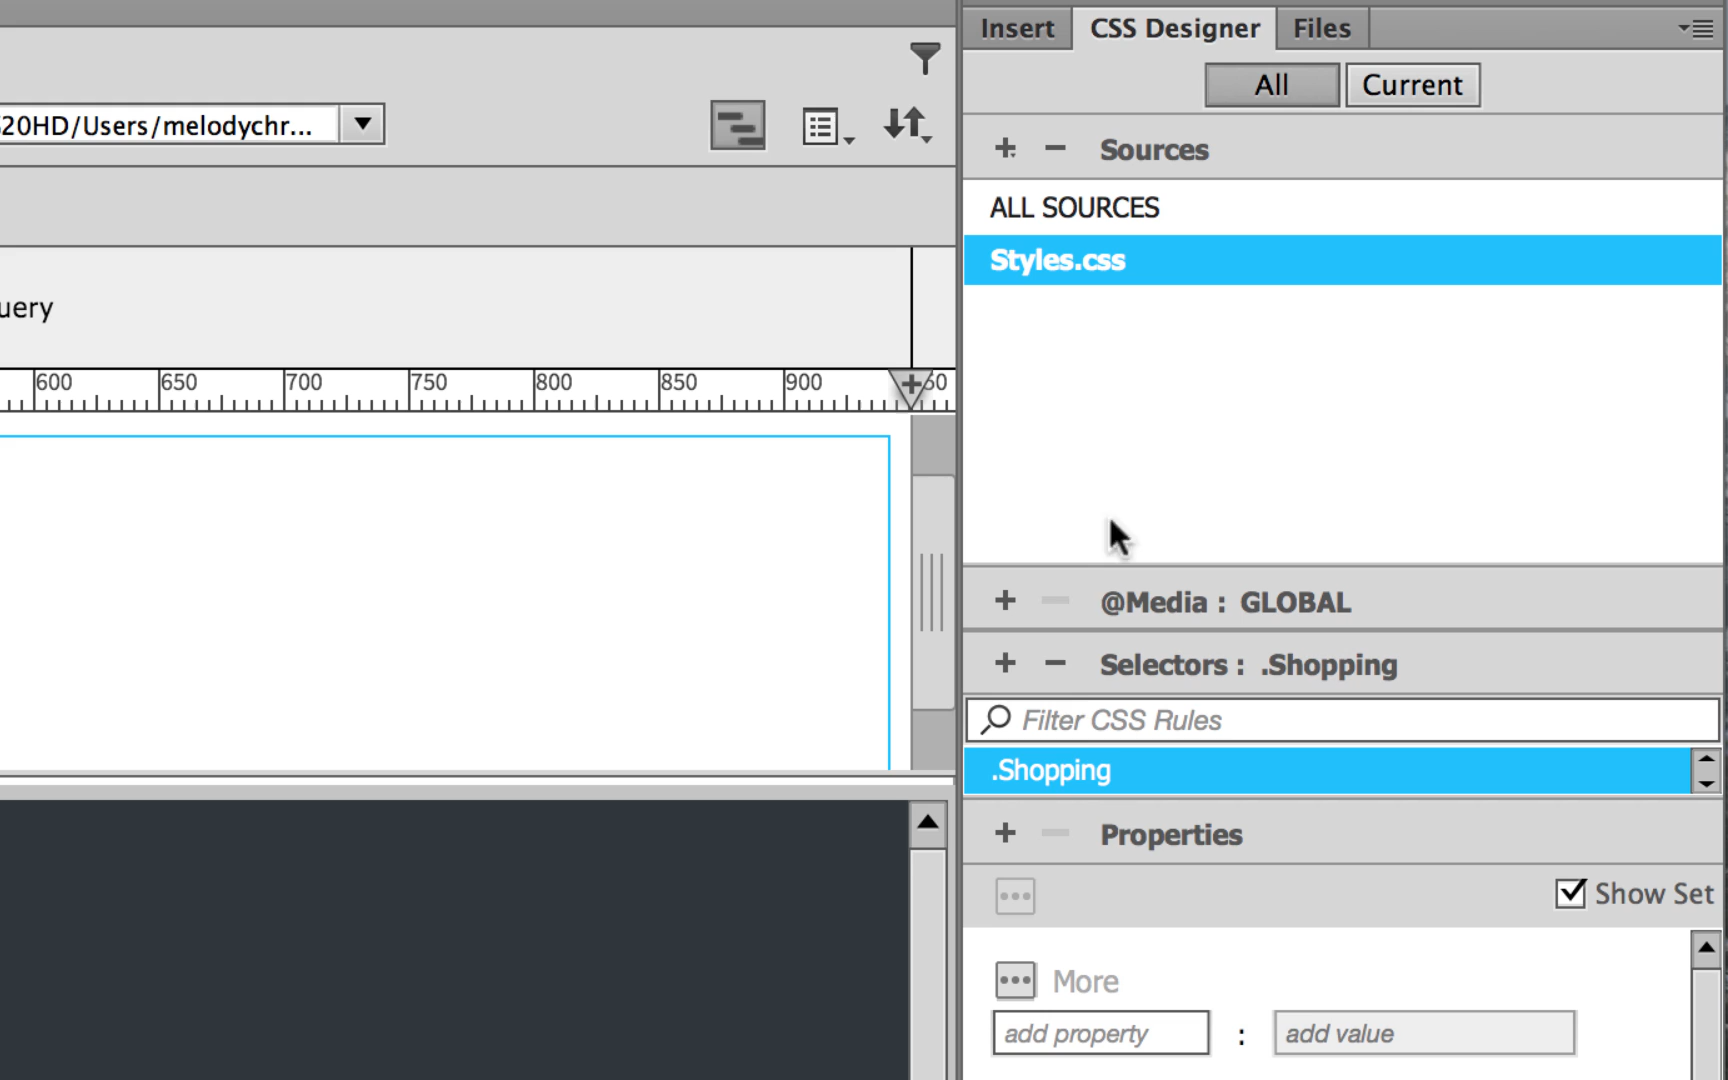 Insert CSS Designer Files
All Current
20HD/Users/melodychr...
Sources
ALL SOURCES
Styles.css
uery
600 650 700 750 800 850 900 50
@Media : GLOBAL
Selectors : .Shopping
Filter CSS Rules
.Shopping
Properties
Show Set
More
add property : add value